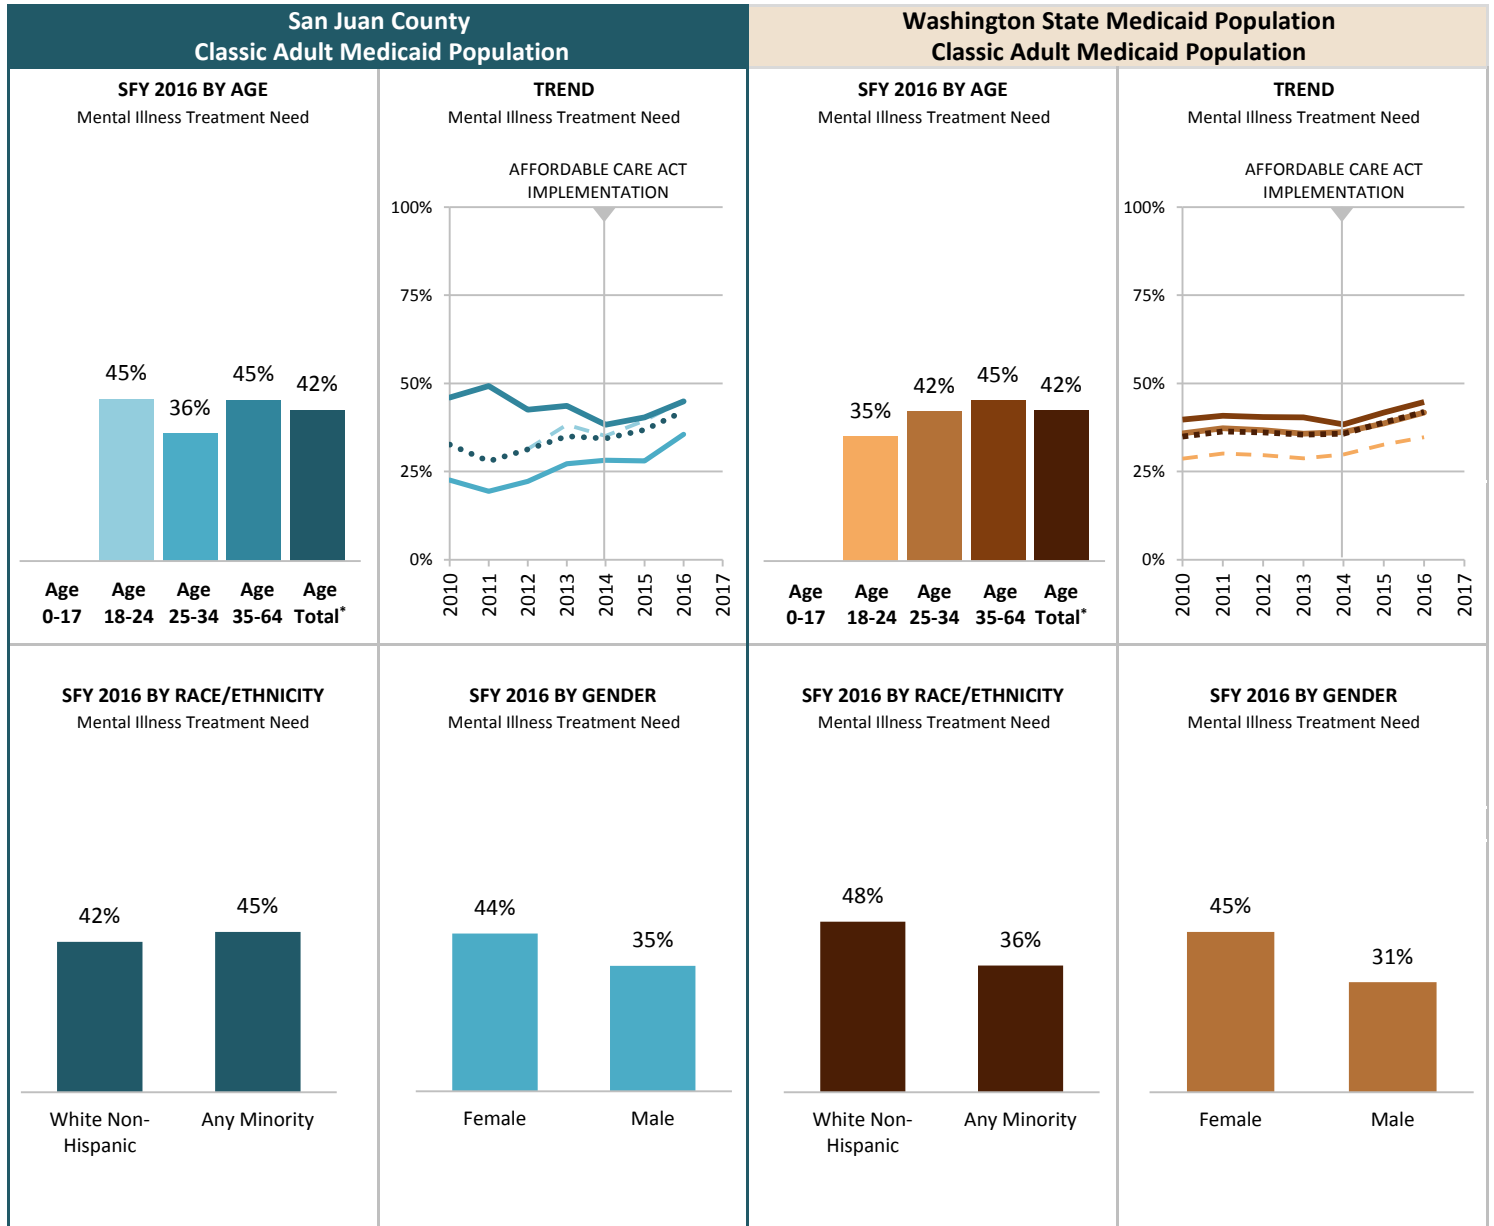 San Juan County
Classic Adult Medicaid Population
Washington State Medicaid Population
Classic Adult Medicaid Population
SFY 2016 BY AGE
Mental Illness Treatment Need
45%
36%
45%
42%
Age 0-17
Age 18-24
Age 25-34
Age 35-64
Age Total*
TREND
Mental Illness Treatment Need
AFFORDABLE CARE ACT
IMPLEMENTATION
100%
75%
50%
25%
0%
2010
2011
2012
2013
2014
2015
2016
2017
SFY 2016 BY AGE
Mental Illness Treatment Need
35%
42%
45%
42%
Age 0-17
Age 18-24
Age 25-34
Age 35-64
Age Total*
TREND
Mental Illness Treatment Need
AFFORDABLE CARE ACT
IMPLEMENTATION
100%
75%
50%
25%
0%
2010
2011
2012
2013
2014
2015
2016
2017
SFY 2016 BY RACE/ETHNICITY
Mental Illness Treatment Need
42%
45%
White Non-
Hispanic
Any Minority
SFY 2016 BY GENDER
Mental Illness Treatment Need
44%
35%
Female
Male
SFY 2016 BY RACE/ETHNICITY
Mental Illness Treatment Need
48%
36%
White Non-
Hispanic
Any Minority
SFY 2016 BY GENDER
Mental Illness Treatment Need
45%
31%
Female
Male